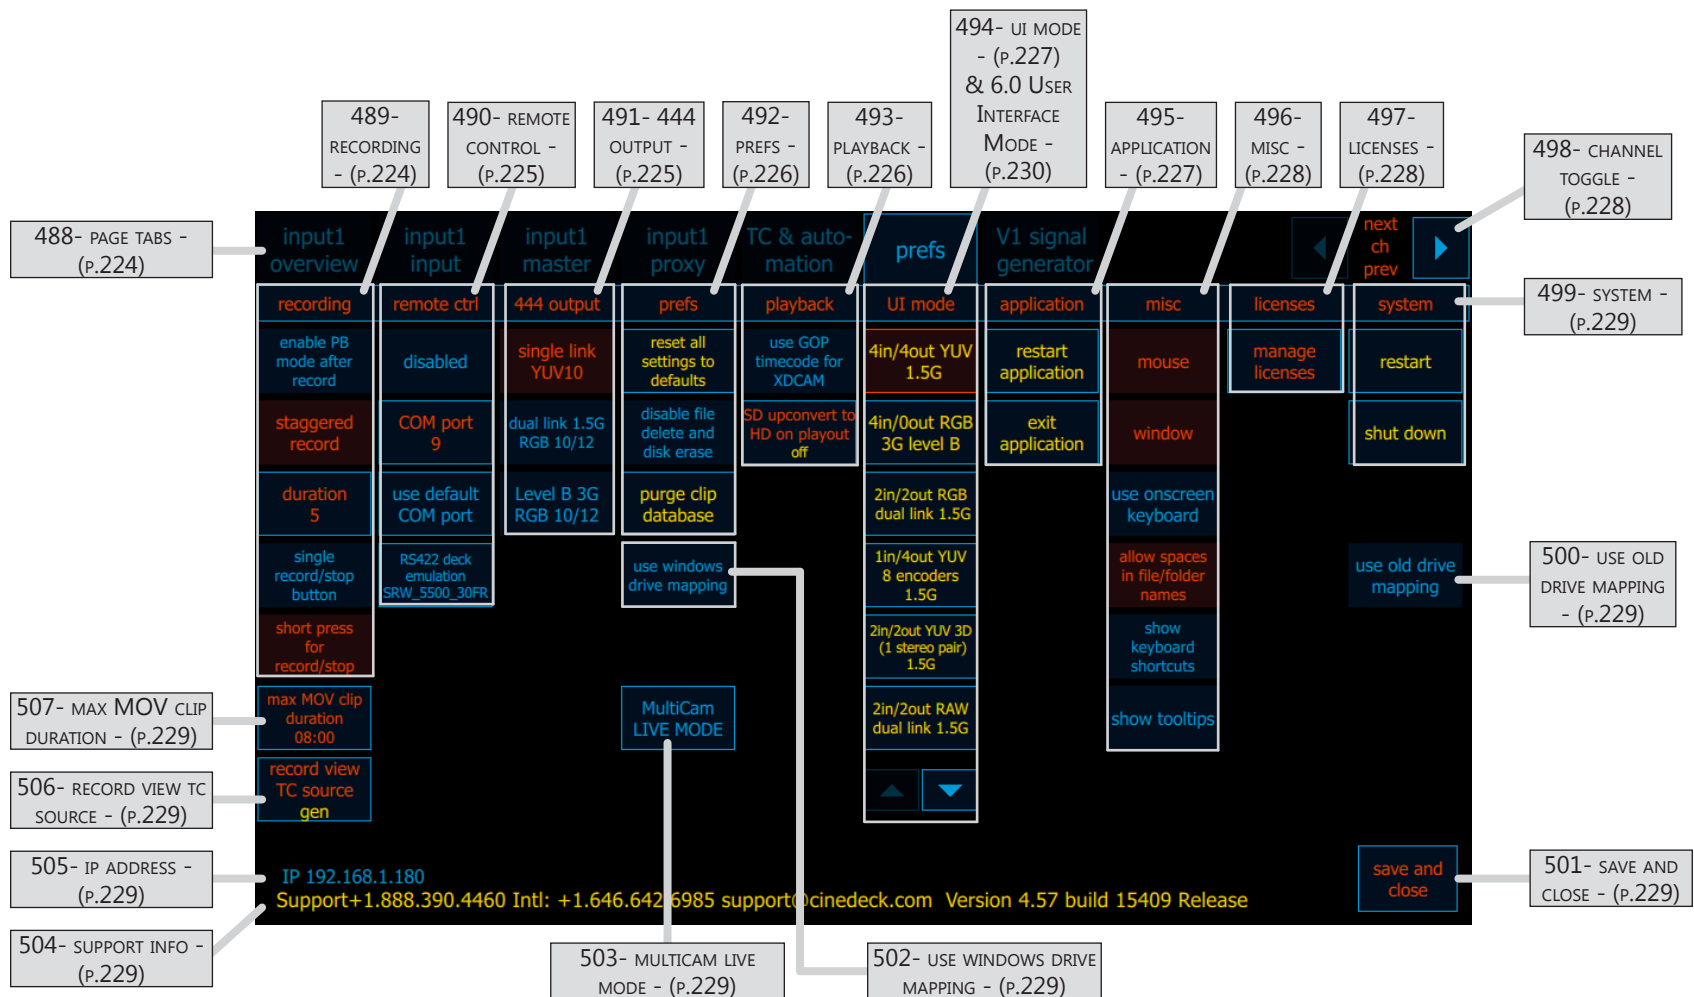 494- UI MODE
- (P.227)
& 6.0 USER
INTERFACE
MODE -
(P.230)
489-
RECORDING
- (P.224)
490- REMOTE
CONTROL -
(P.225)
491- 444
OUTPUT -
(P.225)
492-
PREFS -
(P.226)
493-
PLAYBACK -
(P.226)
495-
APPLICATION
- (P.227)
496-
MISC -
(P.228)
497-
LICENSES -
(P.228)
498- CHANNEL
TOGGLE -
(P.228)
488- PAGE TABS -
(P.224)
input1
overview
input1
input
input1
master
input1
proxy
TC & auto-
mation
prefs
V1 signal
generator
next
ch
prev
499- SYSTEM -
(P.229)
recording
remote ctrl
444 output
prefs
playback
UI mode
application
misc
licenses
system
enable PB
mode after
record
disabled
single link
YUV10
reset all
settings to
defaults
use GOP
timecode for
XDCAM
4in/4out YUV
1.5G
restart
application
mouse
manage
licenses
restart
staggered
record
COM port
9
dual link 1.5G
RGB 10/12
disable file
delete and
disk erase
SD upconvert to
HD on playout
off
4in/0out RGB
3G level B
exit
application
window
shut down
duration
5
use default
COM port
Level B 3G
RGB 10/12
purge clip
database
2in/2out RGB
dual link 1.5G
use onscreen
keyboard
single
record/stop
button
RS422 deck
emulation
SRW_5500_30FR
use windows
drive mapping
1in/4out YUV
8 encoders
1.5G
allow spaces
in file/folder
names
use old drive
mapping
500- USE OLD
DRIVE MAPPING
- (P.229)
short press
for
record/stop
2in/2out YUV 3D
(1 stereo pair)
1.5G
show
keyboard
shortcuts
507- MAX MOV CLIP
DURATION - (P.229)
max MOV clip
duration
08:00
MultiCam
LIVE MODE
2in/2out RAW
dual link 1.5G
show tooltips
506- RECORD VIEW TC
SOURCE - (P.229)
record view
TC source
gen
505- IP ADDRESS -
(P.229)
IP 192.168.1.180
save and
close
501- SAVE AND
CLOSE - (P.229)
Support+1.888.390.4460 Intl: +1.646.642 6985 support@cinedeck.com Version 4.57 build 15409 Release
504- SUPPORT INFO -
(P.229)
503- MULTICAM LIVE
MODE - (P.229)
502- USE WINDOWS DRIVE
MAPPING - (P.229)